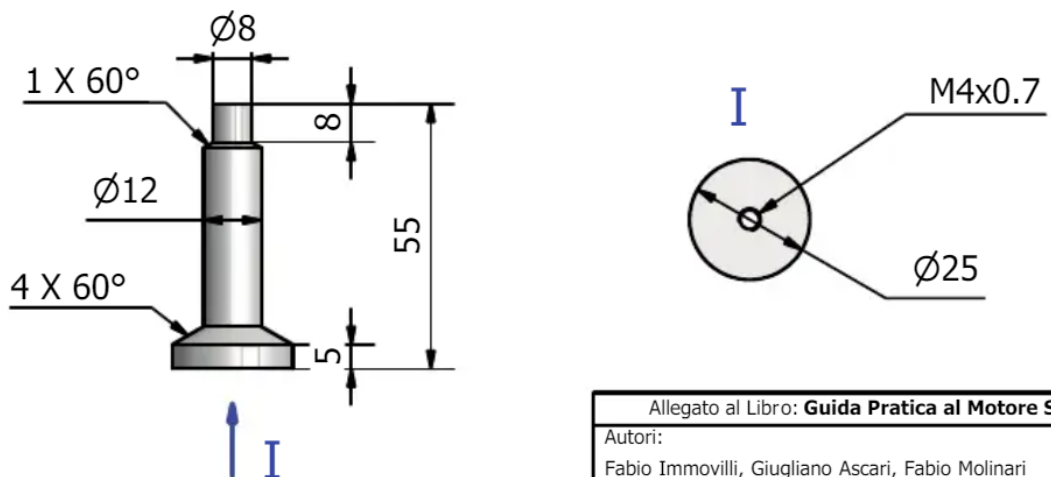 Ø8
1 X 60°
8
I
M4x0.7
Ø12
55
4 X 60°
5
Ø25
I
Allegato al Libro: Guida Pratica al Motore S
Autori:
Fabio Immovilli, Giugliano Ascari, Fabio Molinari